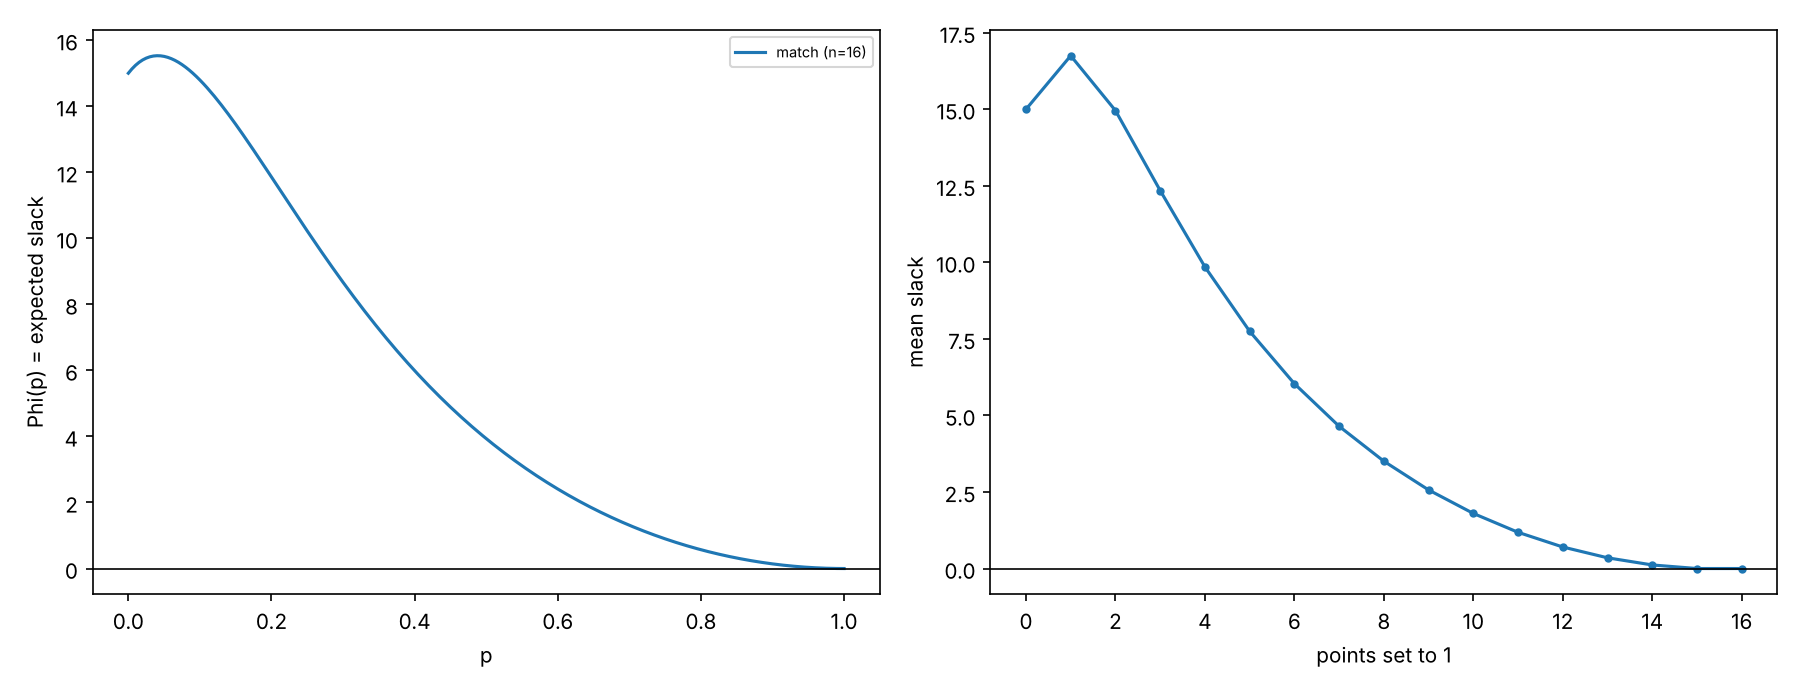 Phi(p) = expected slack
16
14
12
10
8
6
4
2
0
match (n=16)
0.0 0.2 0.4 0.6 0.8 1.0
p
mean slack
17.5
15.0
12.5
10.0
7.5
5.0
2.5
0.0
0 2 4 6 8 10 12 14 16
points set to 1